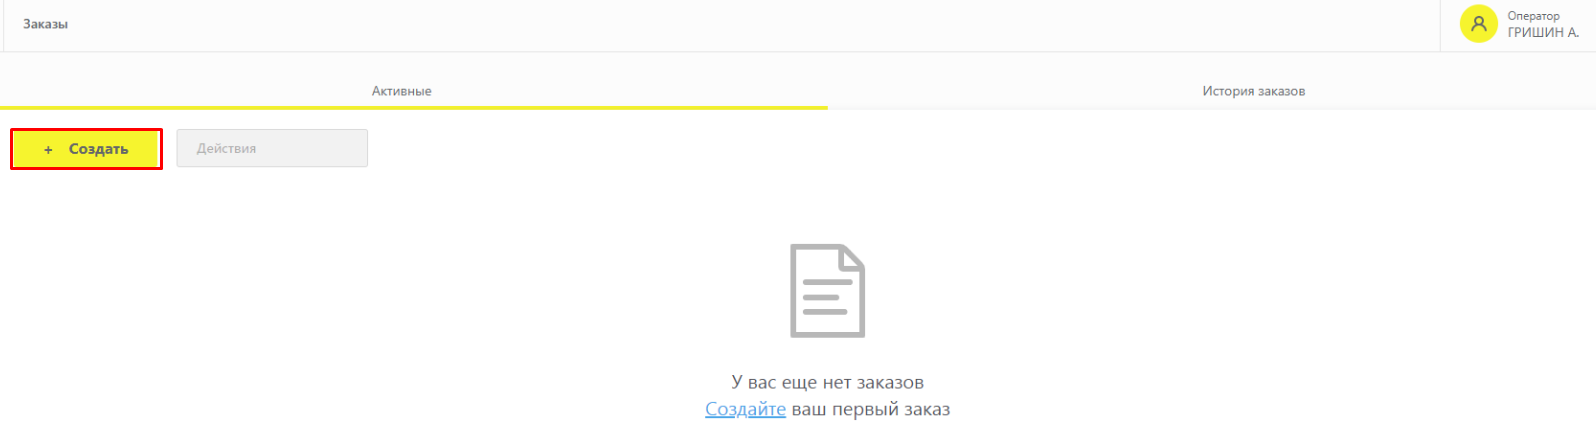 Заказы
Оператор
ГРИШИН А.
Активные
История заказов
+ Создать
Действия
У вас еще нет заказов
Создайте ваш первый заказ